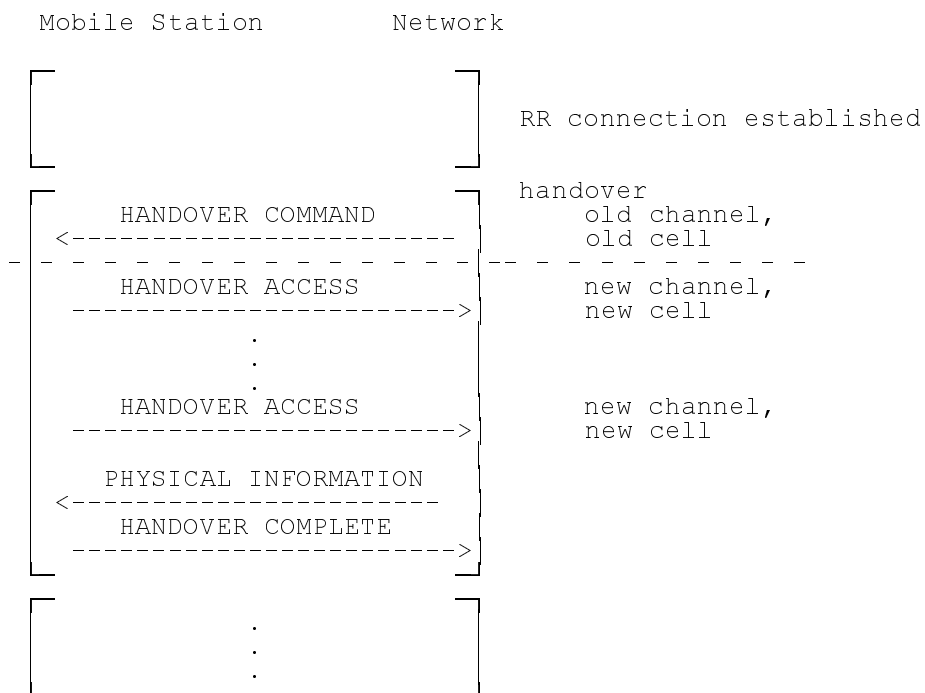 Mobile Station Network
RR connection established
handover
HANDOVER COMMAND old channel,
<------------------------ old cell
HANDOVER ACCESS new channel,
------------------------> new cell
.
.
.
HANDOVER ACCESS new channel,
------------------------> new cell
PHYSICAL INFORMATION
<-----------------------
HANDOVER COMPLETE
------------------------>
.
.
.